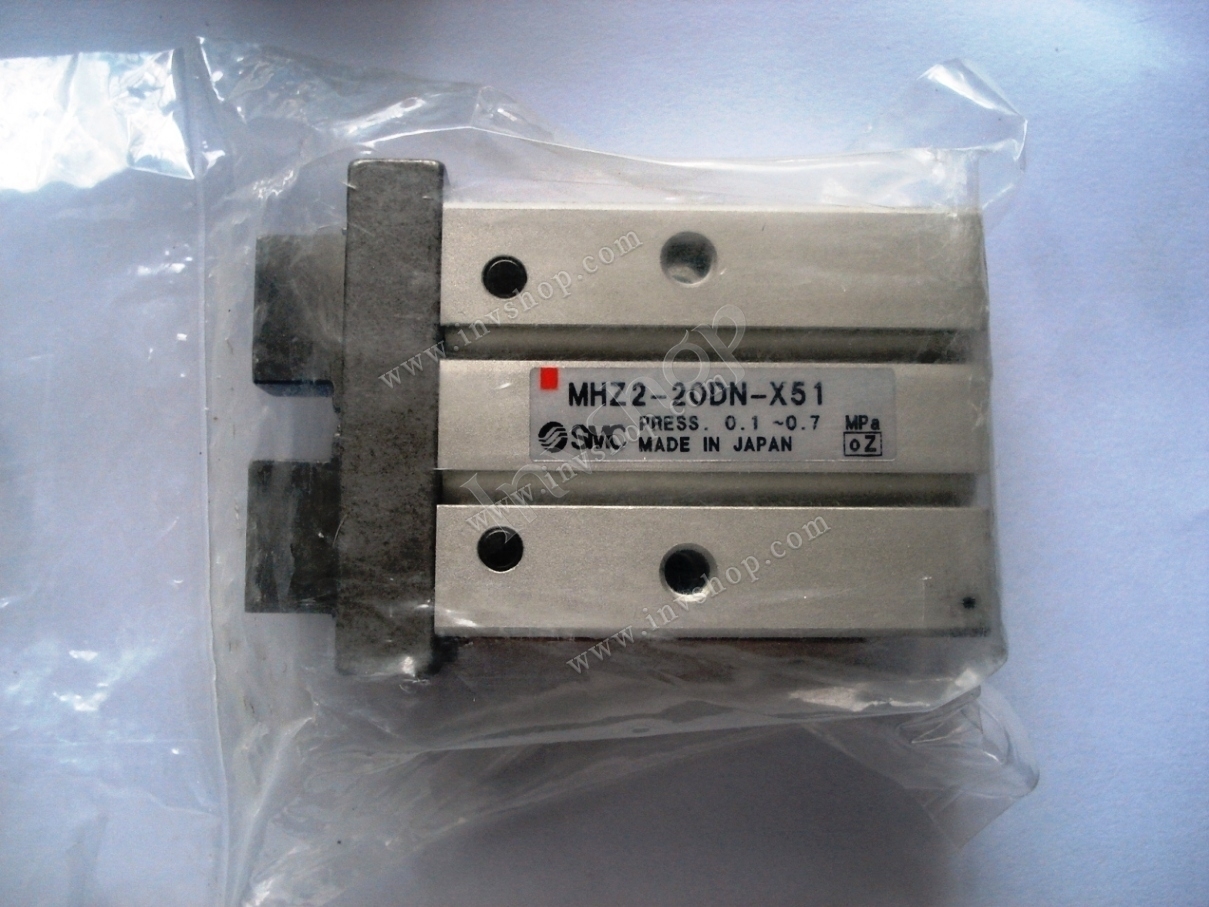 www.invshop.com
Invshop
MHZ2-20DN-X51
PRESS. 0.1 ~0.7 MPa
SMC MADE IN JAPAN oZ
www.invshop.com
www.invshop.com
*